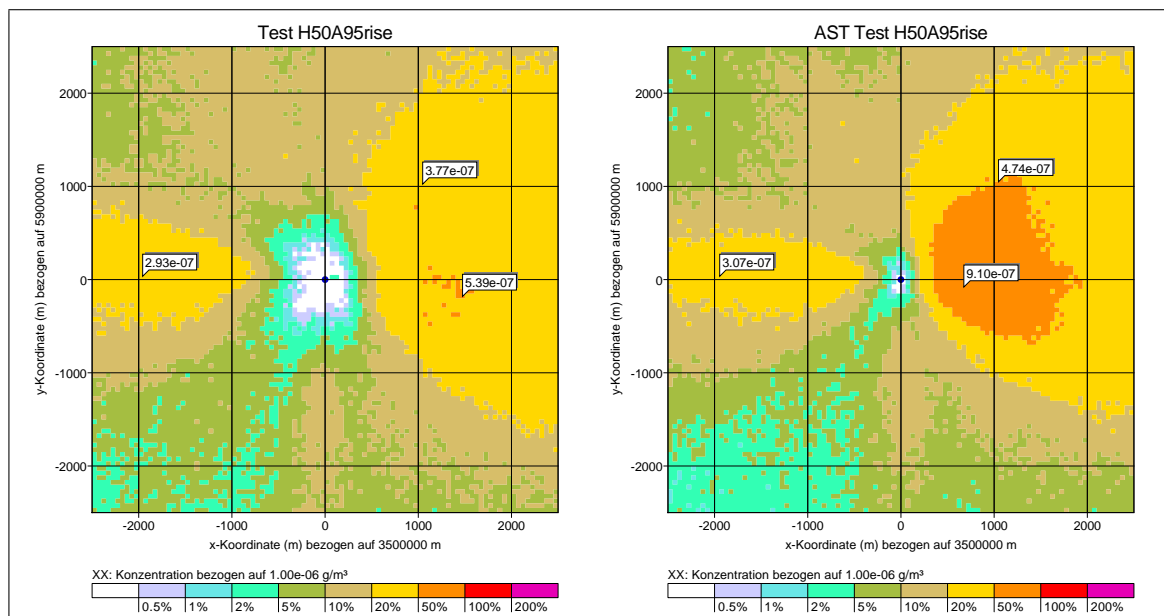 Test H50A95rise
2000
1000
0
-1000
-2000
y-Koordinate (m) bezogen auf 5900000 m
3.77e-07
2.93e-07
5.39e-07
-2000
-1000
0
1000
2000
x-Koordinate (m) bezogen auf 3500000 m
XX: Konzentration bezogen auf 1.00e-06 g/m³
0.5%
1%
2%
5%
10%
20%
50%
100%
200%
AST Test H50A95rise
2000
1000
0
-1000
-2000
y-Koordinate (m) bezogen auf 5900000 m
4.74e-07
3.07e-07
9.10e-07
-2000
-1000
0
1000
2000
x-Koordinate (m) bezogen auf 3500000 m
XX: Konzentration bezogen auf 1.00e-06 g/m³
0.5%
1%
2%
5%
10%
20%
50%
100%
200%